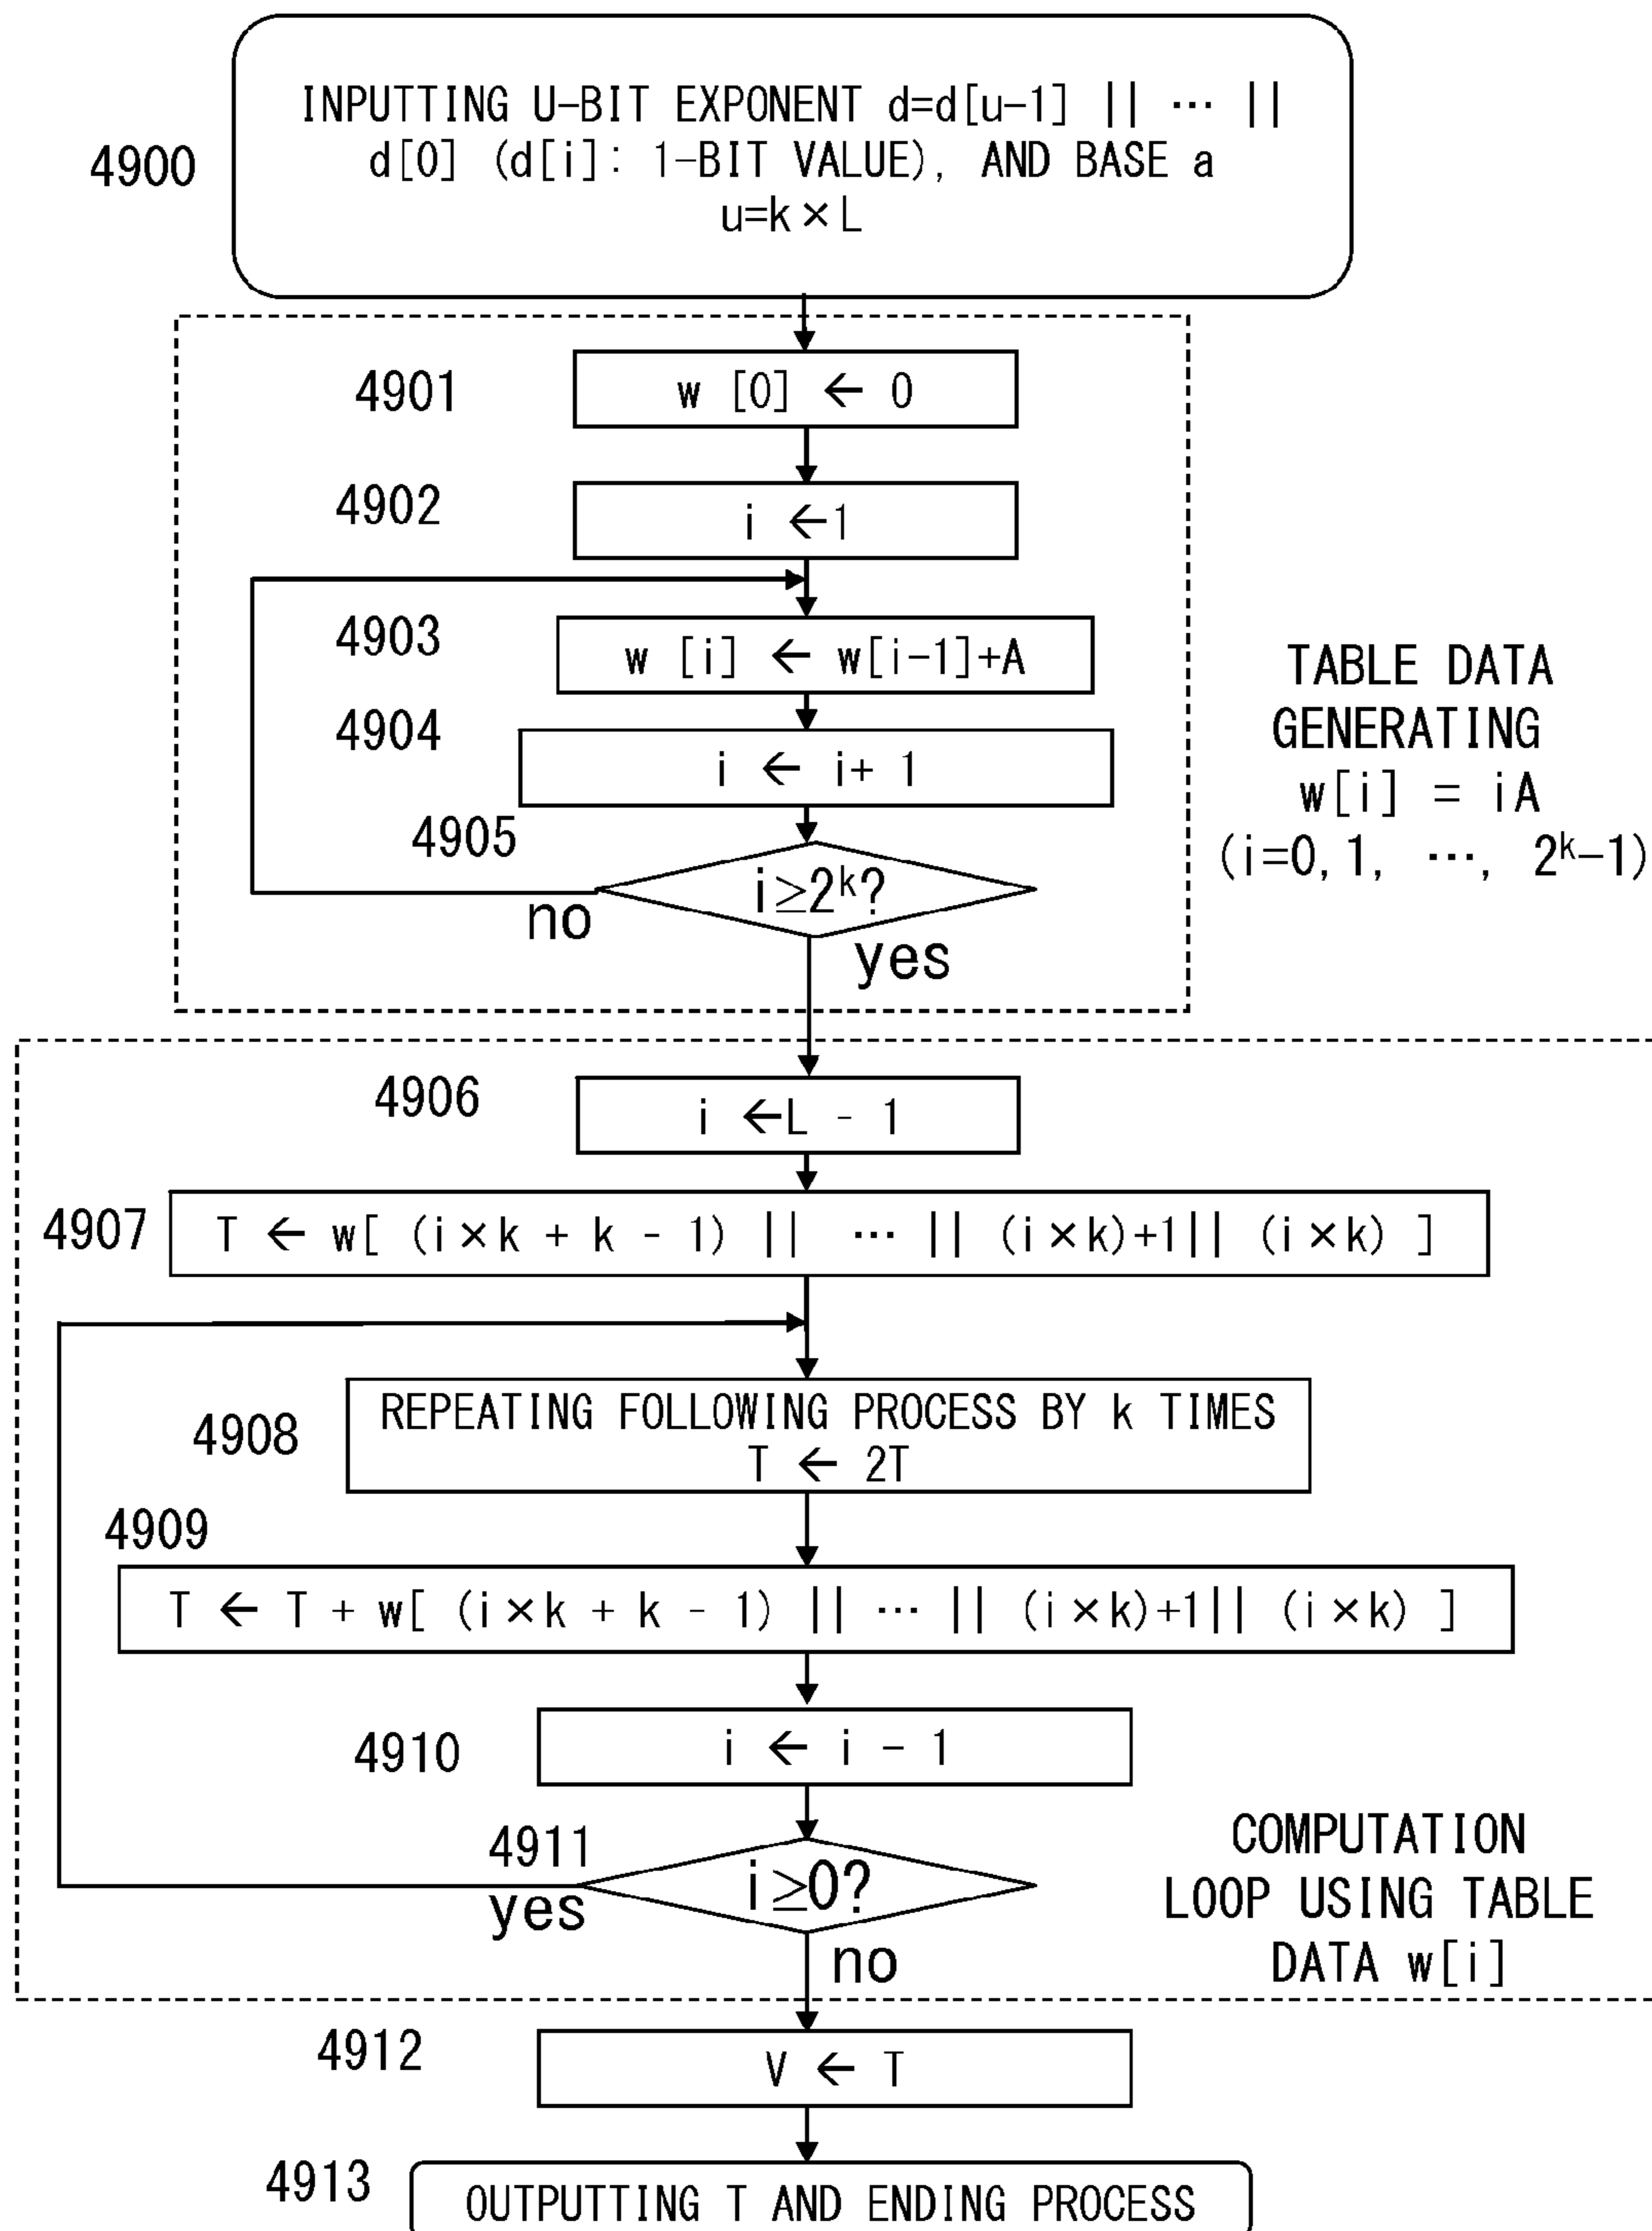 4900
INPUTTING U-BIT EXPONENT d=d[u-1] || ··· ||
d[0] (d[i]: 1-BIT VALUE), AND BASE a
u=k×L
4901
w [0] ← 0
4902
i ←1
4903
w [i] ← w[i-1]+A
4904
i ← i+ 1
4905
i≥2ᵏ?
no
yes
TABLE DATA
GENERATING
w[i] = iA
(i=0,1, ···, 2ᵏ-1)
4906
i ←L - 1
4907
T ← w[ (i×k + k - 1) || ··· || (i×k)+1|| (i×k) ]
4908
REPEATING FOLLOWING PROCESS BY k TIMES
T ← 2T
4909
T ← T + w[ (i×k + k - 1) || ··· || (i×k)+1|| (i×k) ]
4910
i ← i - 1
4911
i≥0?
yes
no
COMPUTATION
LOOP USING TABLE
DATA w[i]
4912
V ← T
4913
OUTPUTTING T AND ENDING PROCESS